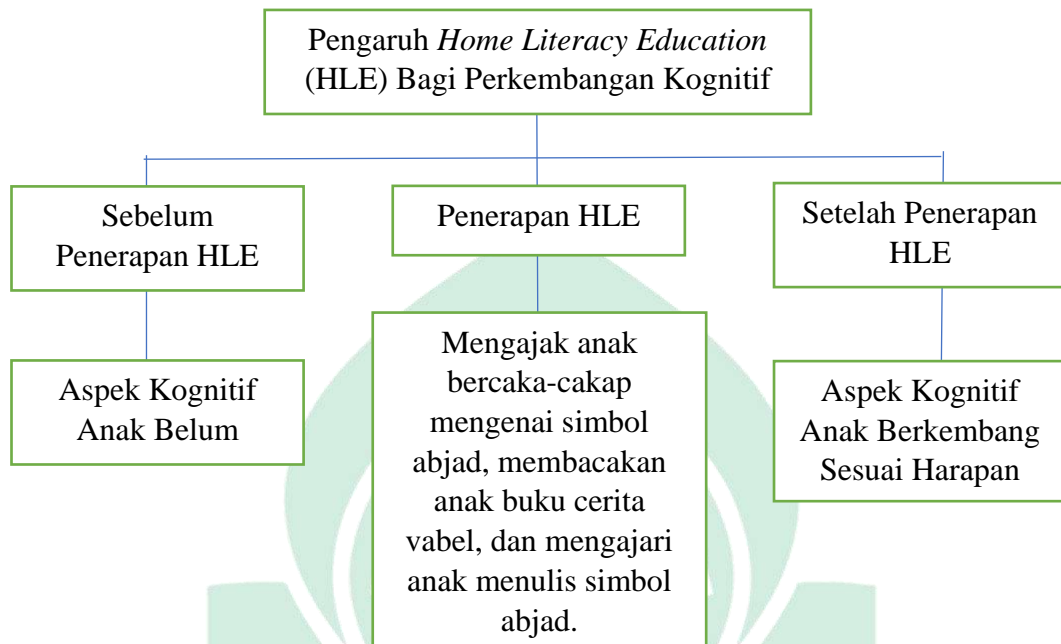 Pengaruh Home Literacy Education
(HLE) Bagi Perkembangan Kognitif
Sebelum
Penerapan HLE
Penerapan HLE
Setelah Penerapan
HLE
Aspek Kognitif
Anak Belum
Mengajak anak
bercaka-cakap
mengenai simbol
abjad, membacakan
anak buku cerita
vabel, dan mengajari
anak menulis simbol
abjad.
Aspek Kognitif
Anak Berkembang
Sesuai Harapan